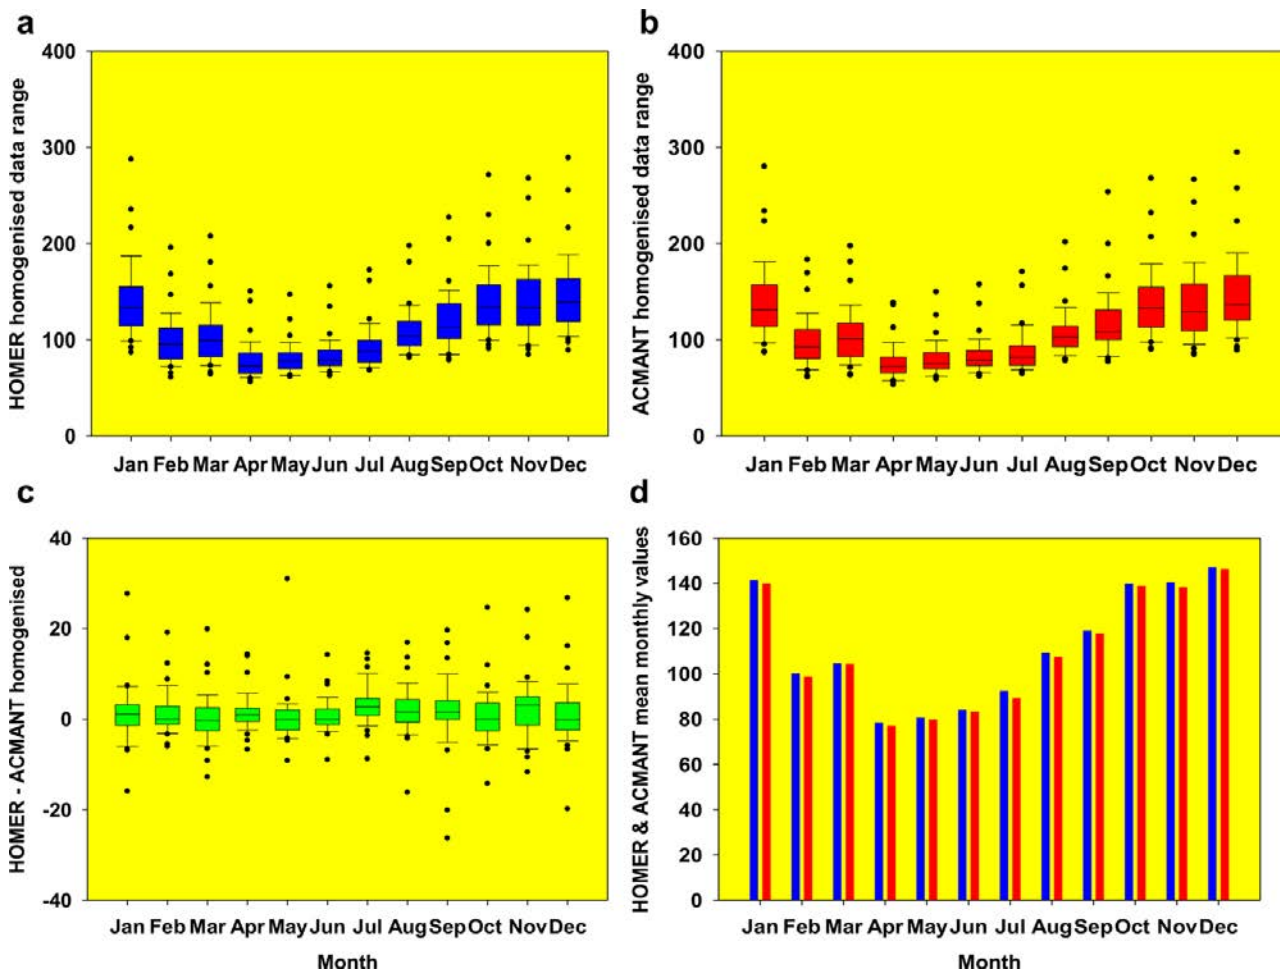 a
HOMER homogenised data range
400
300
200
100
0
Jan Feb Mar Apr May Jun Jul Aug Sep Oct Nov Dec
b
ACMANT homogenised data range
400
300
200
100
0
Jan Feb Mar Apr May Jun Jul Aug Sep Oct Nov Dec
c
HOMER - ACMANT homogenised
40
20
0
-20
-40
Jan Feb Mar Apr May Jun Jul Aug Sep Oct Nov Dec
Month
d
HOMER & ACMANT mean monthly values
160
140
120
100
80
60
40
20
0
Jan Feb Mar Apr May Jun Jul Aug Sep Oct Nov Dec
Month